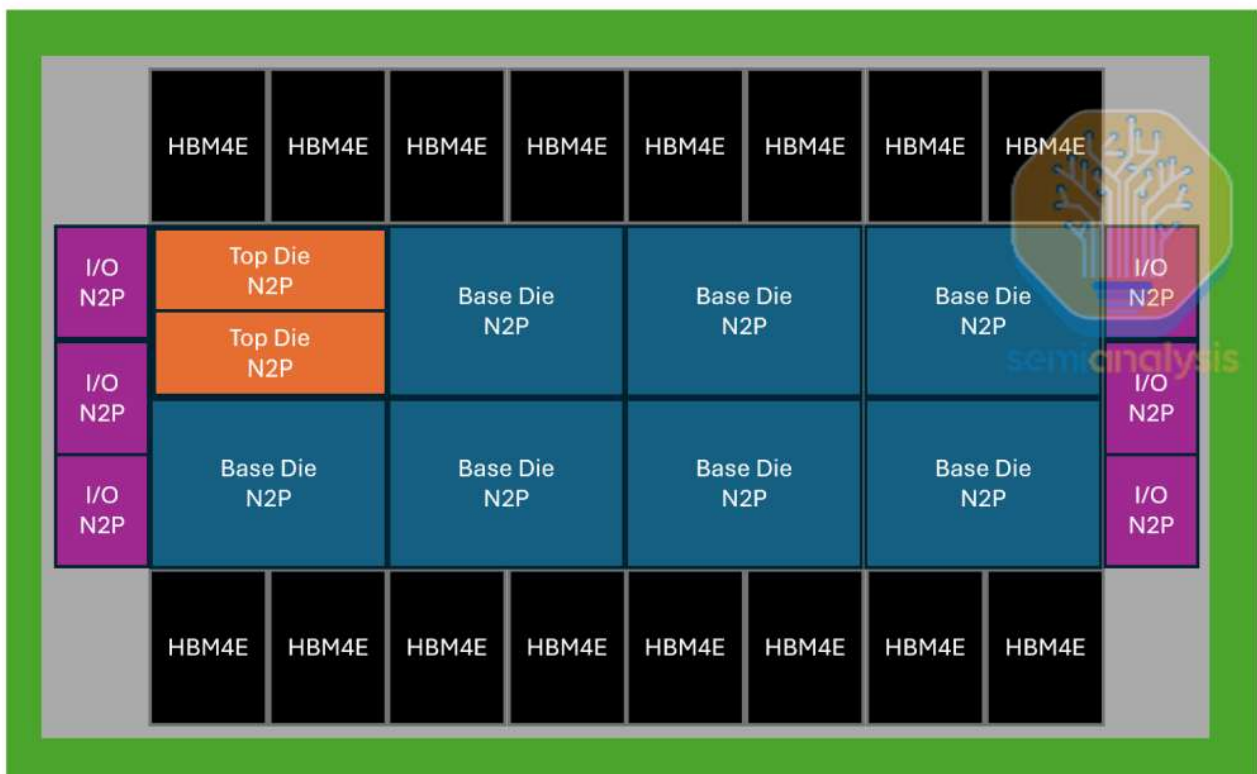 HBM4E HBM4E HBM4E HBM4E HBM4E HBM4E HBM4E HBM4E
I/O
N2P
I/O
N2P
I/O
N2P
Top Die
N2P
Top Die
N2P
Base Die
N2P
Base Die
N2P
Base Die
N2P
Base Die
N2P
Base Die
N2P
Base Die
N2P
Base Die
N2P
I/O
N2P
semianalysis
I/O
N2P
I/O
N2P
HBM4E HBM4E HBM4E HBM4E HBM4E HBM4E HBM4E HBM4E